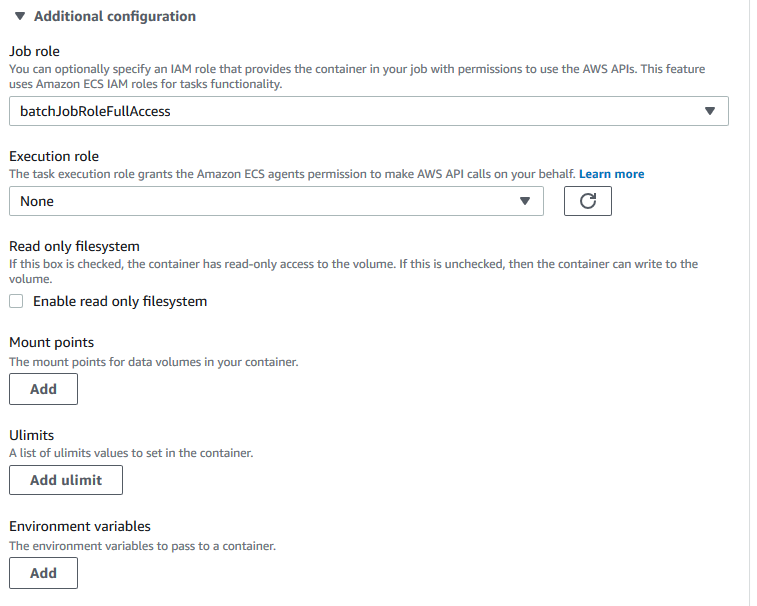 Additional configuration
Job role
You can optionally specify an IAM role that provides the container in your job with permissions to use the AWS APIs. This feature
uses Amazon ECS IAM roles for tasks functionality.
batchJobRoleFullAccess
Execution role
The task execution role grants the Amazon ECS agents permission to make AWS API calls on your behalf. Learn more
None
Read only filesystem
If this box is checked, the container has read-only access to the volume. If this is unchecked, then the container can write to the
volume.
Enable read only filesystem
Mount points
The mount points for data volumes in your container.
Add
Ulimits
A list of ulimits values to set in the container.
Add ulimit
Environment variables
The environment variables to pass to a container.
Add